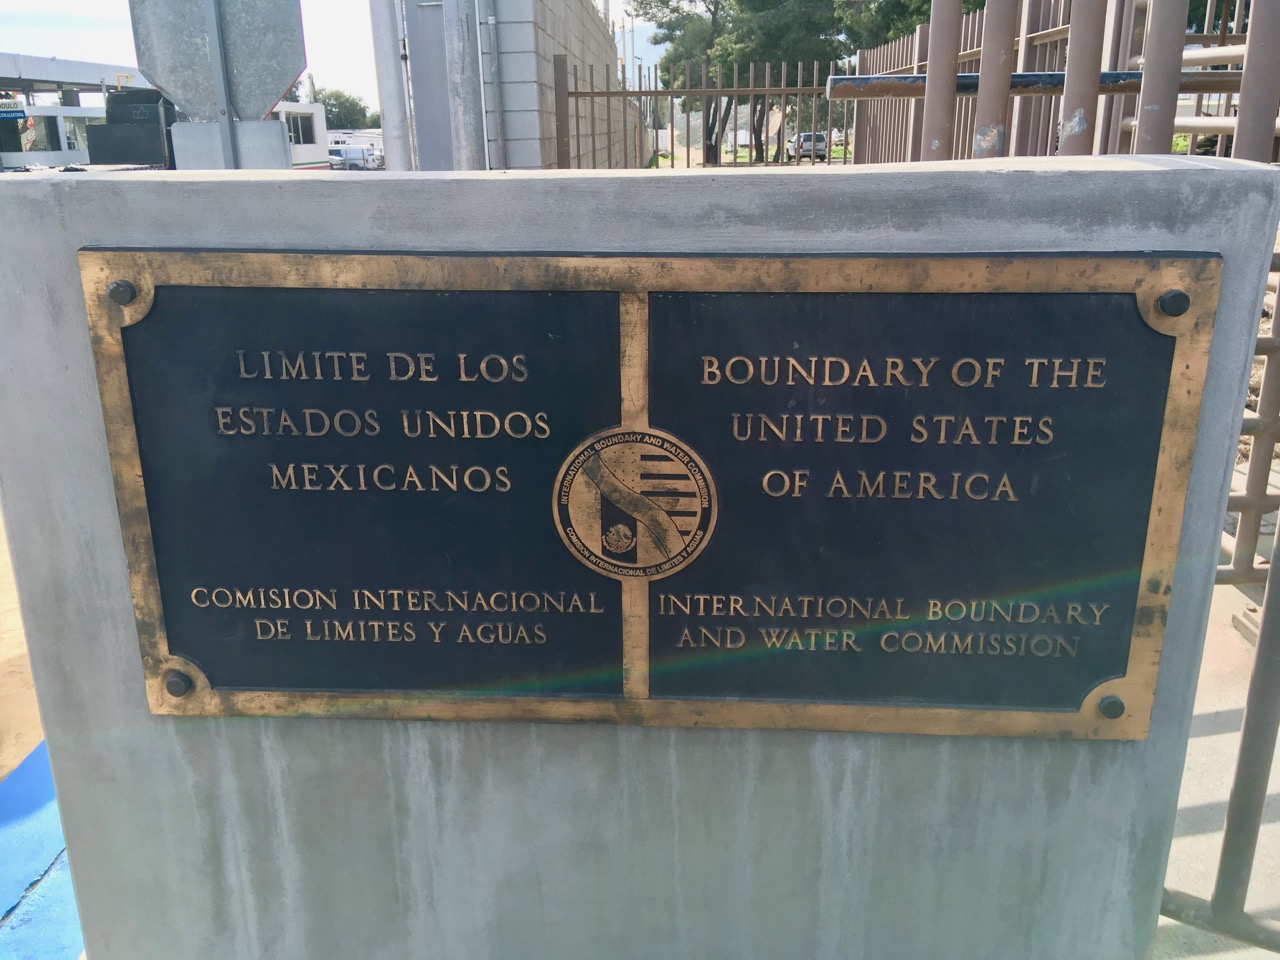 LIMITE DE LOS
ESTADOS UNIDOS
MEXICANOS
COMISION INTERNACIONAL
DE LIMITES Y AGUAS
BOUNDARY OF THE
UNITED STATES
OF AMERICA
INTERNATIONAL BOUNDARY
AND WATER COMMISSION
INTERNATIONAL BOUNDARY AND WATER COMMISSION
COMISION INTERNACIONAL DE LIMITES Y AGUAS